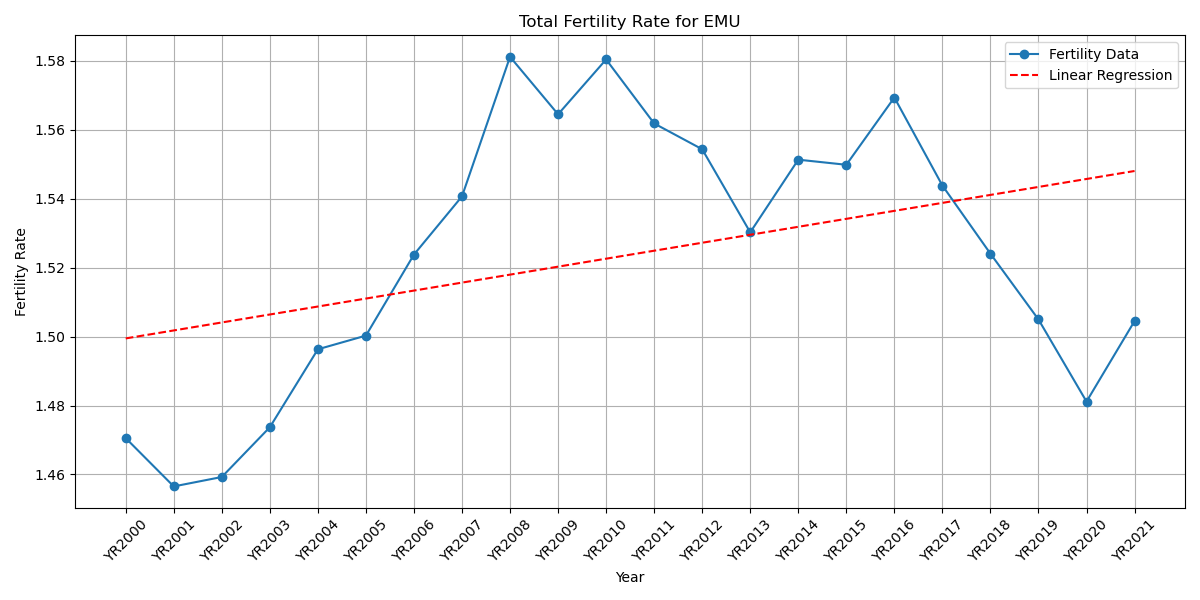 Total Fertility Rate for EMU
Fertility Data
Linear Regression
Fertility Rate
1.58
1.56
1.54
1.52
1.50
1.48
1.46
YR2000
YR2001
YR2002
YR2003
YR2004
YR2005
YR2006
YR2007
YR2008
YR2009
YR2010
YR2011
YR2012
YR2013
YR2014
YR2015
YR2016
YR2017
YR2018
YR2019
YR2020
YR2021
Year